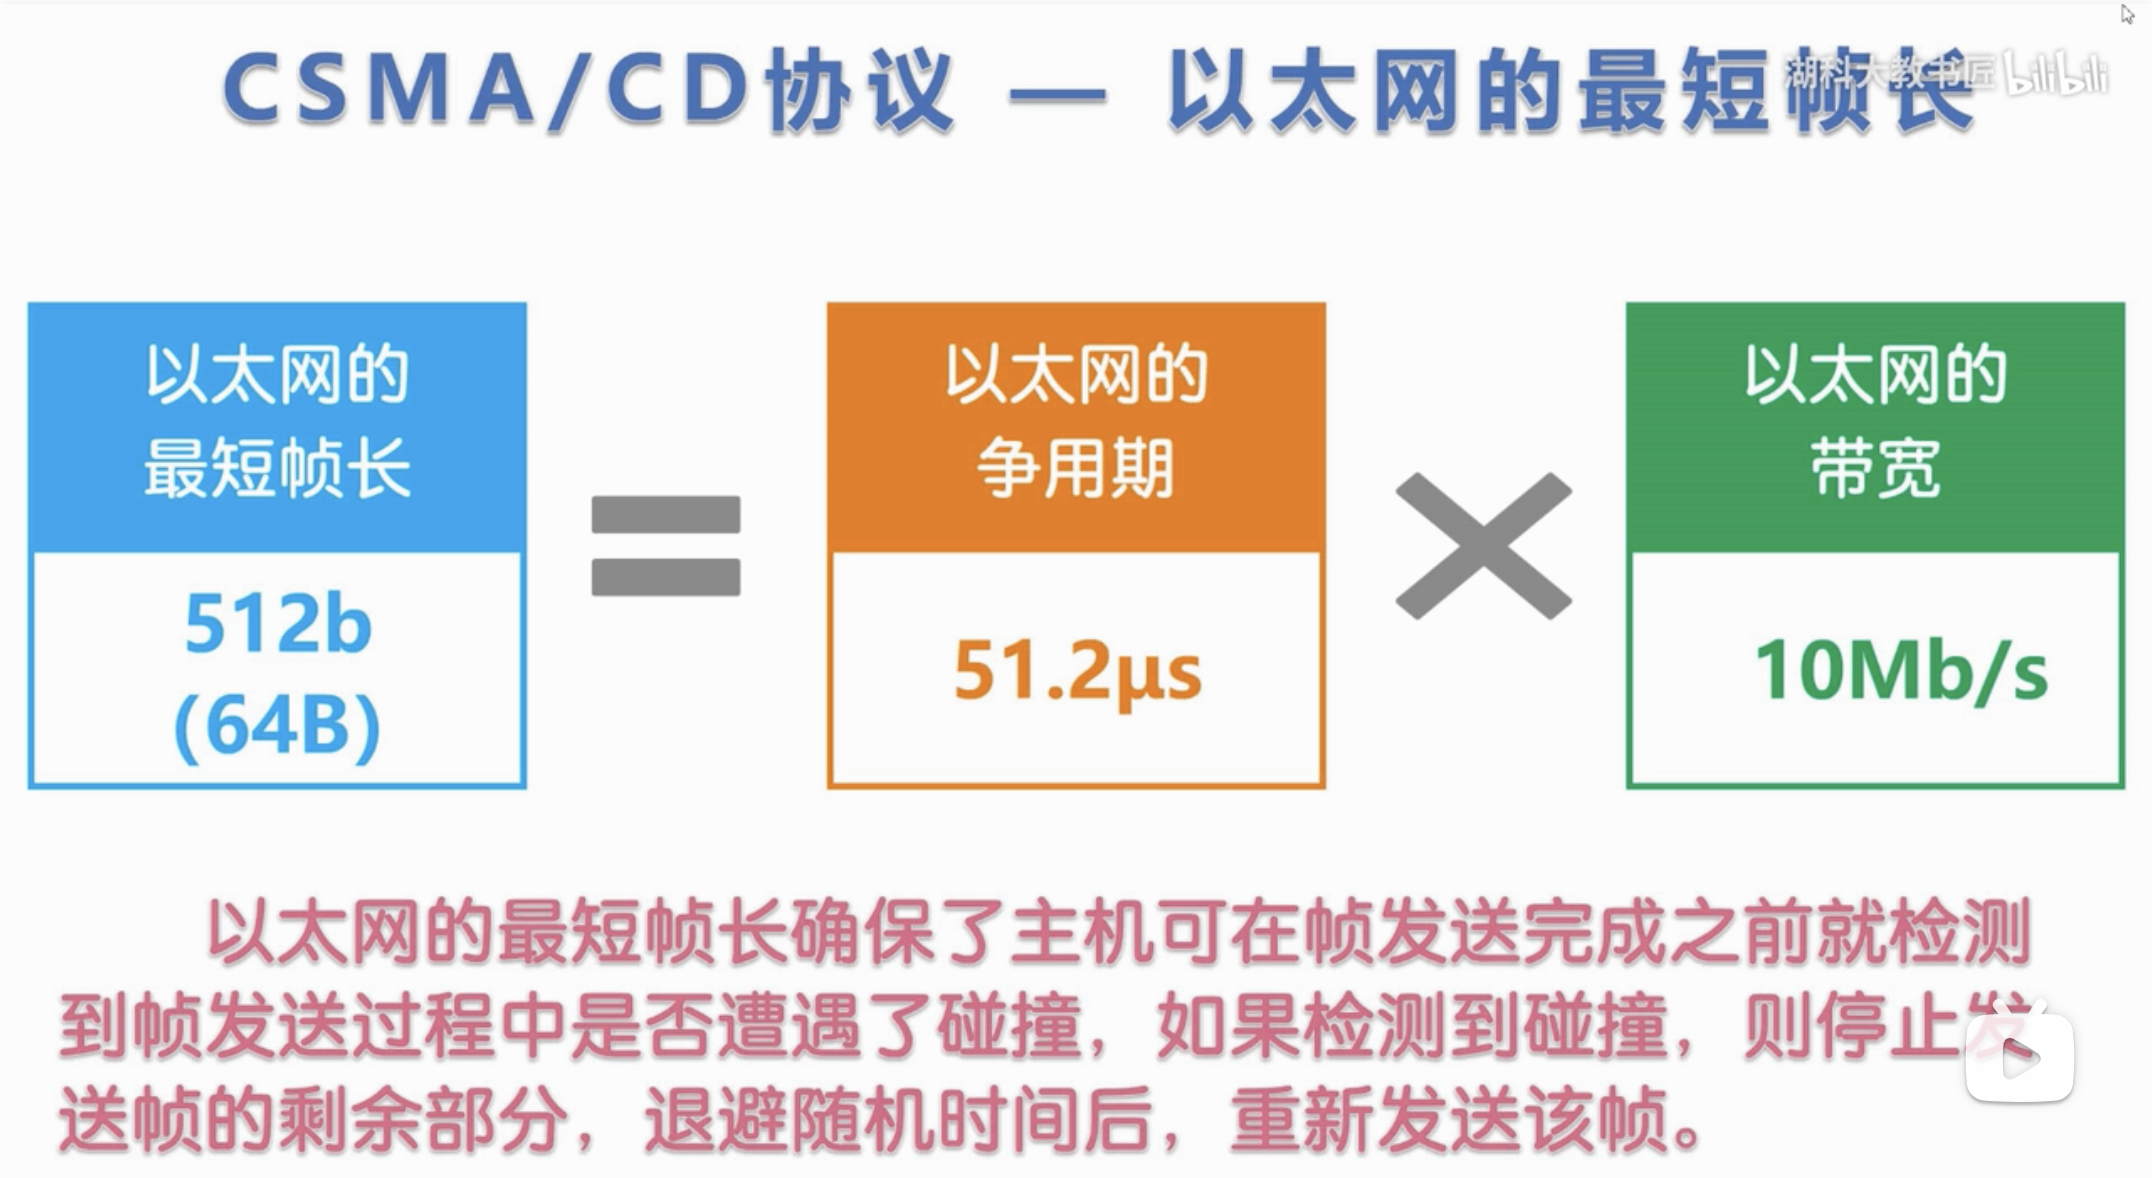 CSMA/CD协议 — 以太网的最短帧长
湖科大教书匠 bilibili
以太网的
最短帧长
512b
(64B)
以太网的
争用期
51.2μs
以太网的
带宽
10Mb/s
以太网的最短帧长确保了主机可在帧发送完成之前就检测
到帧发送过程中是否遭遇了碰撞，如果检测到碰撞，则停止发
送帧的剩余部分，退避随机时间后，重新发送该帧。